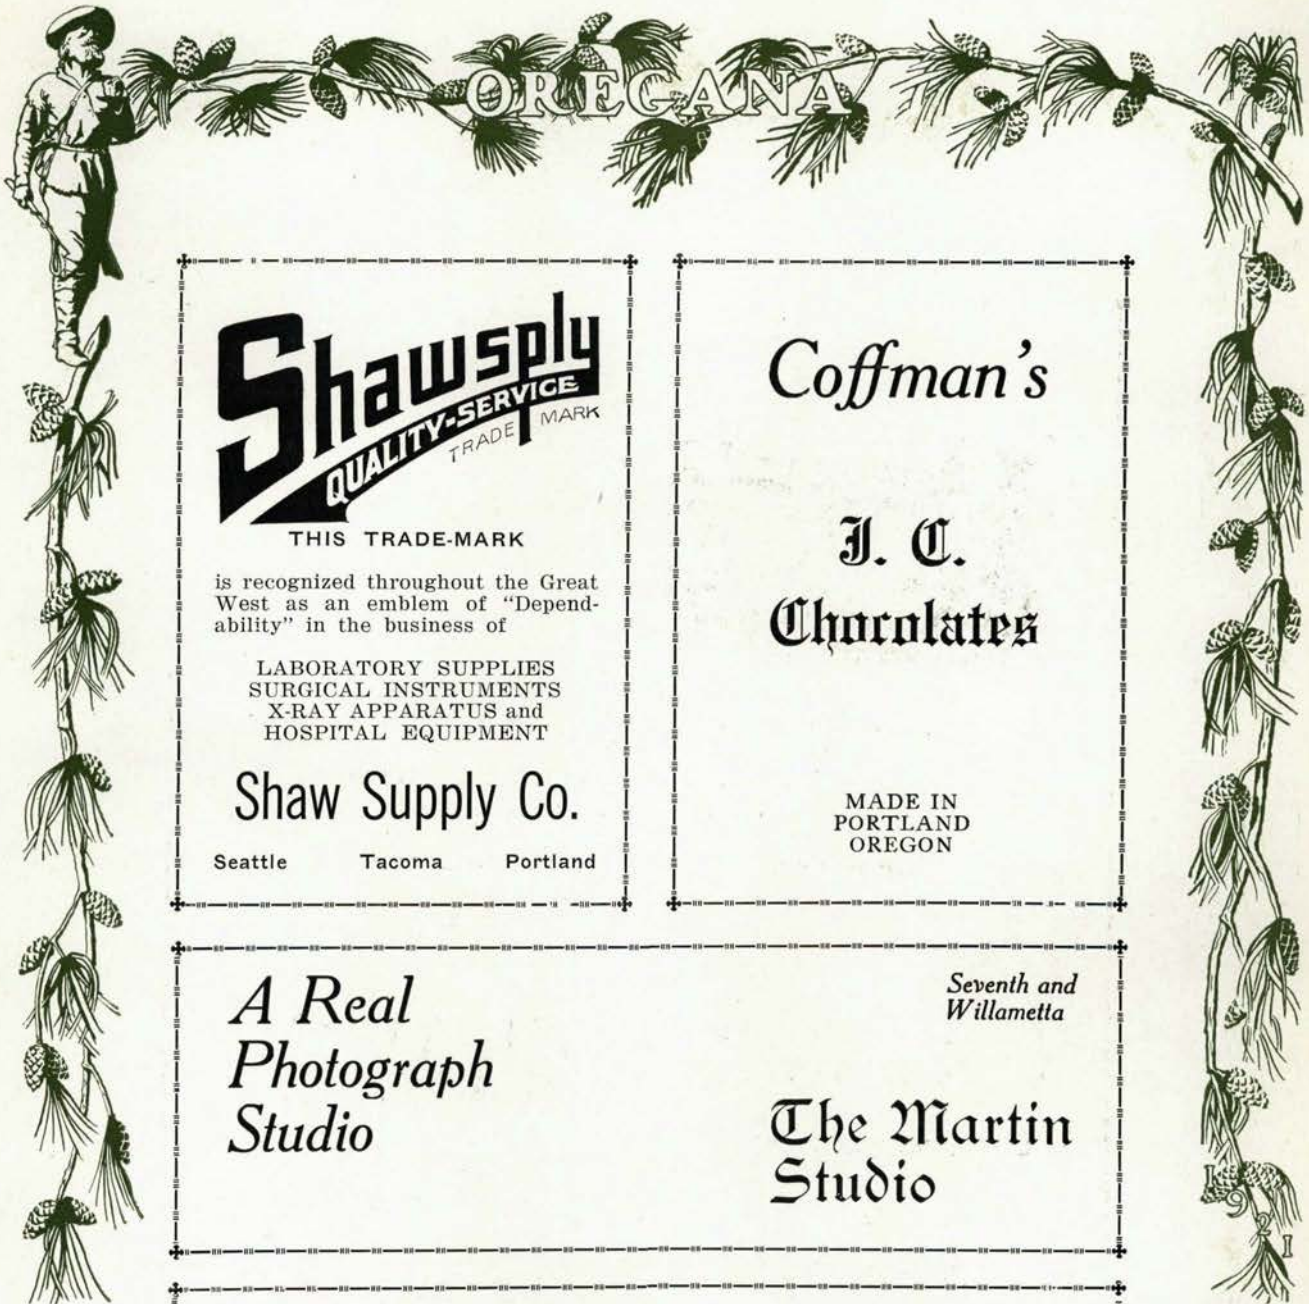 OREGANA
Shawsply
QUALITY-SERVICE
TRADE MARK
THIS TRADE-MARK
is recognized throughout the Great
West as an emblem of “Depend-
ability” in the business of
LABORATORY SUPPLIES
SURGICAL INSTRUMENTS
X-RAY APPARATUS and
HOSPITAL EQUIPMENT
Shaw Supply Co.
Seattle Tacoma Portland
Coffman's
J. C.
Chocolates
MADE IN
PORTLAND
OREGON
A Real
Photograph
Studio
Seventh and
Willametta
The Martin
Studio
1921